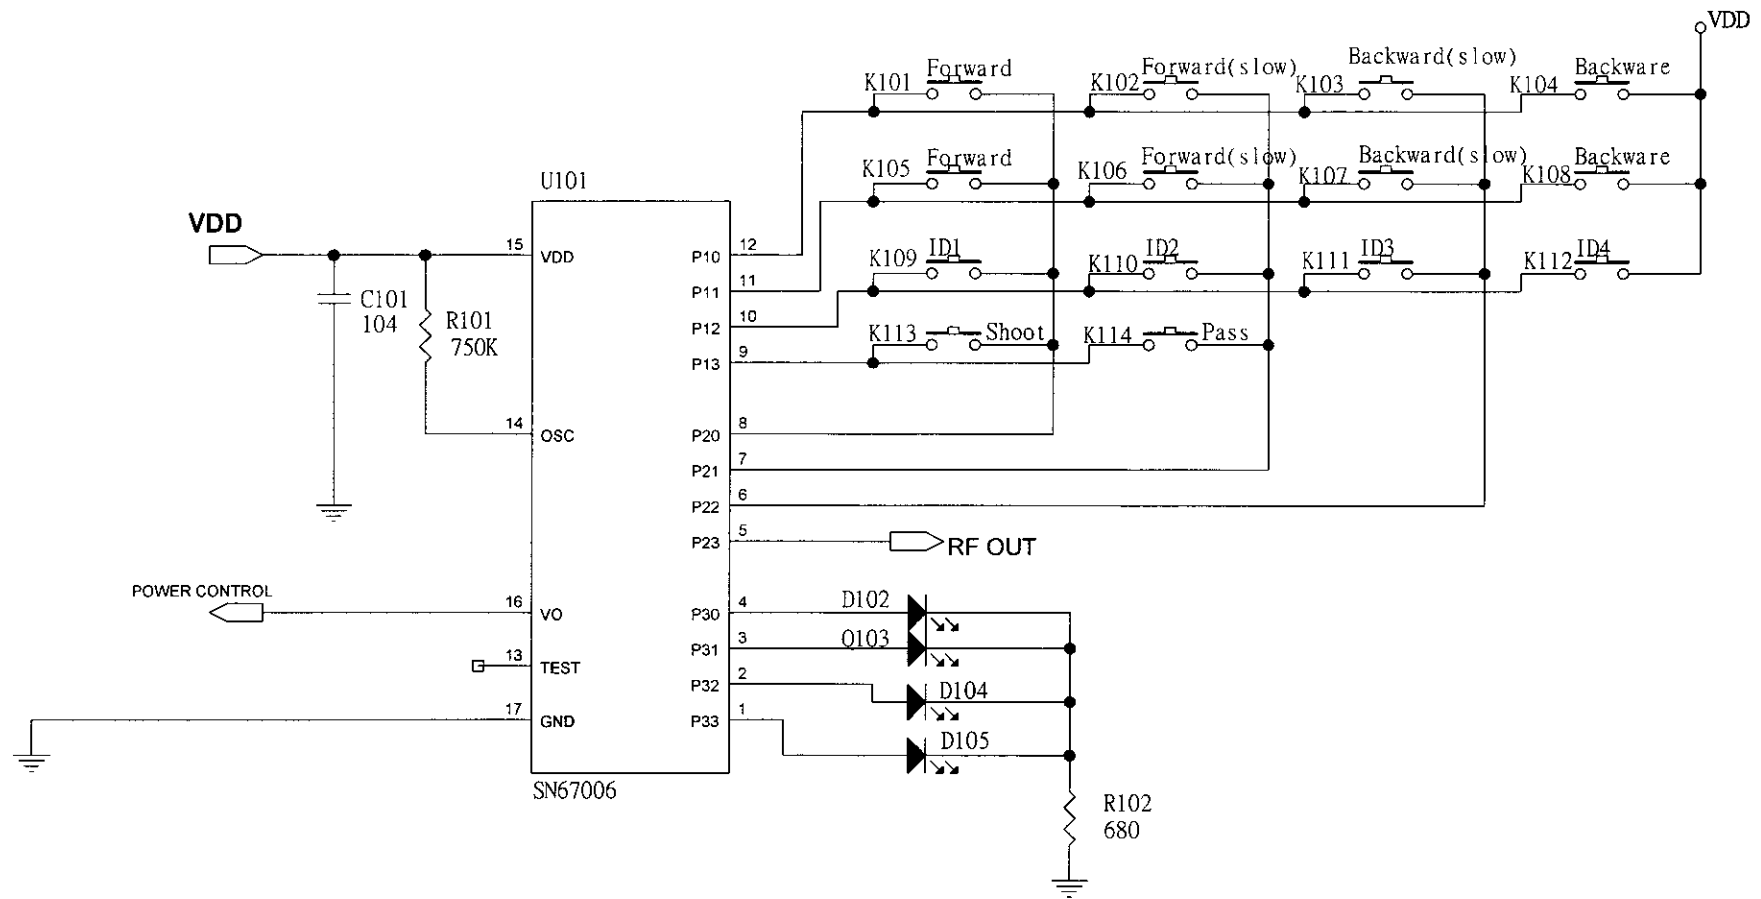 VDD
Backward(slow)
Forward
Forward(slow)
Backware
K101
K102
K103
K104
Forward
Forward(slow)
Backward(slow)
Backware
K105
K106
K107
K108
U101
VDD
ID1
ID2
ID3
ID4
K109
K110
K111
K112
15
VDD
P10
12
P11
11
C101
104
R101
750K
P12
10
K113
Shoot
K114
Pass
P13
9
14
OSC
P20
8
P21
7
P22
6
P23
5
RF OUT
POWER CONTROL
16
VO
P30
4
D102
P31
3
Q103
13
TEST
P32
2
D104
17
GND
P33
1
D105
SN67006
R102
680